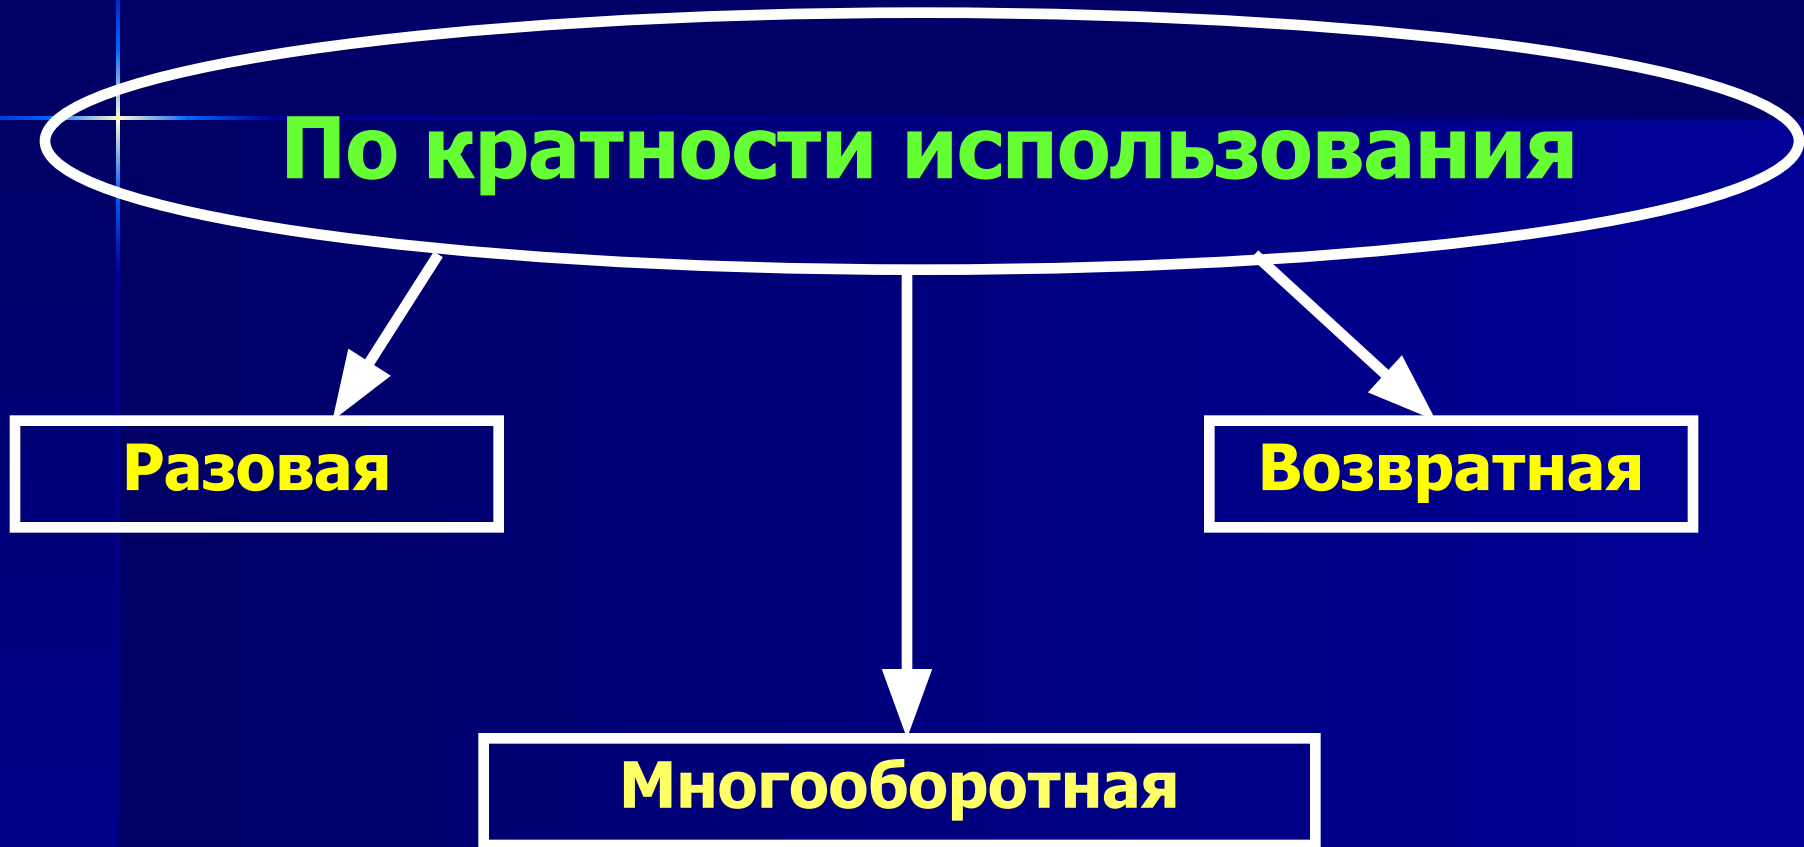 По кратности использования
Разовая
Возвратная
Многооборотная